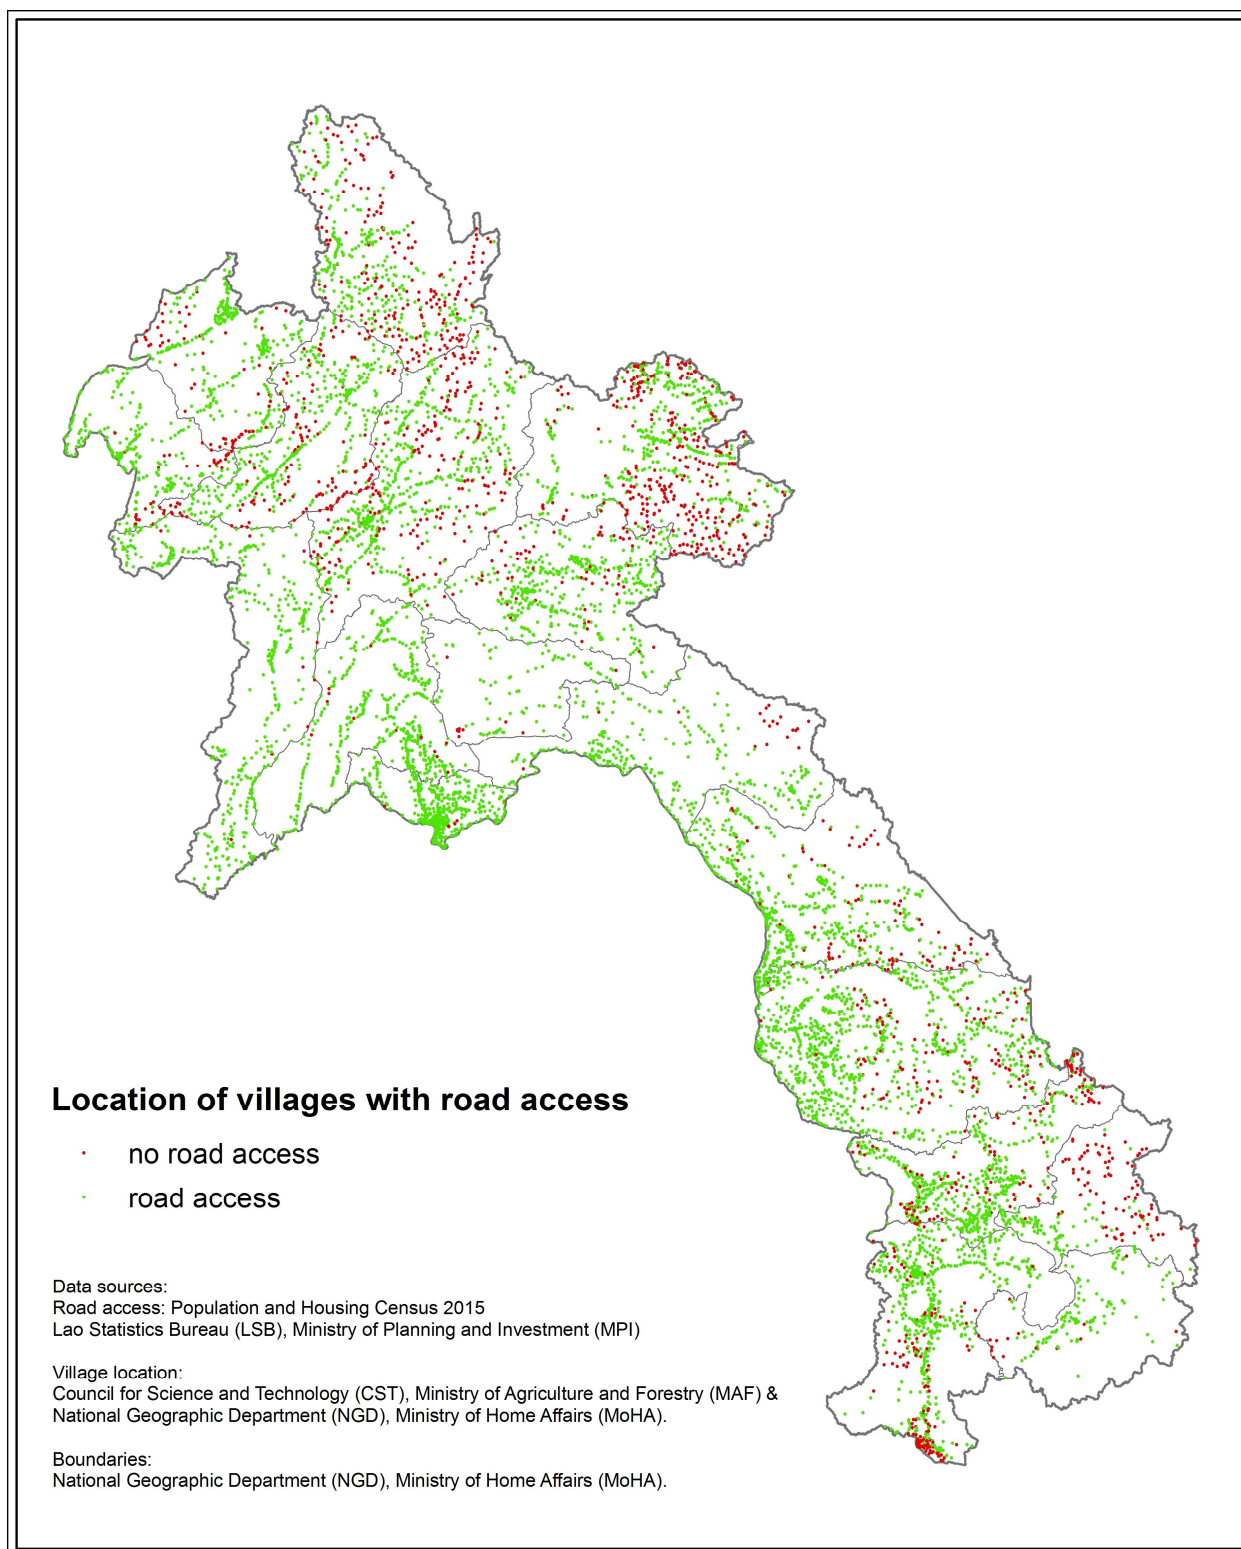 Location of villages with road access
no road access
road access
Data sources:
Road access: Population and Housing Census 2015
Lao Statistics Bureau (LSB), Ministry of Planning and Investment (MPI)
Village location:
Council for Science and Technology (CST), Ministry of Agriculture and Forestry (MAF) &
National Geographic Department (NGD), Ministry of Home Affairs (MoHA).
Boundaries:
National Geographic Department (NGD), Ministry of Home Affairs (MoHA).